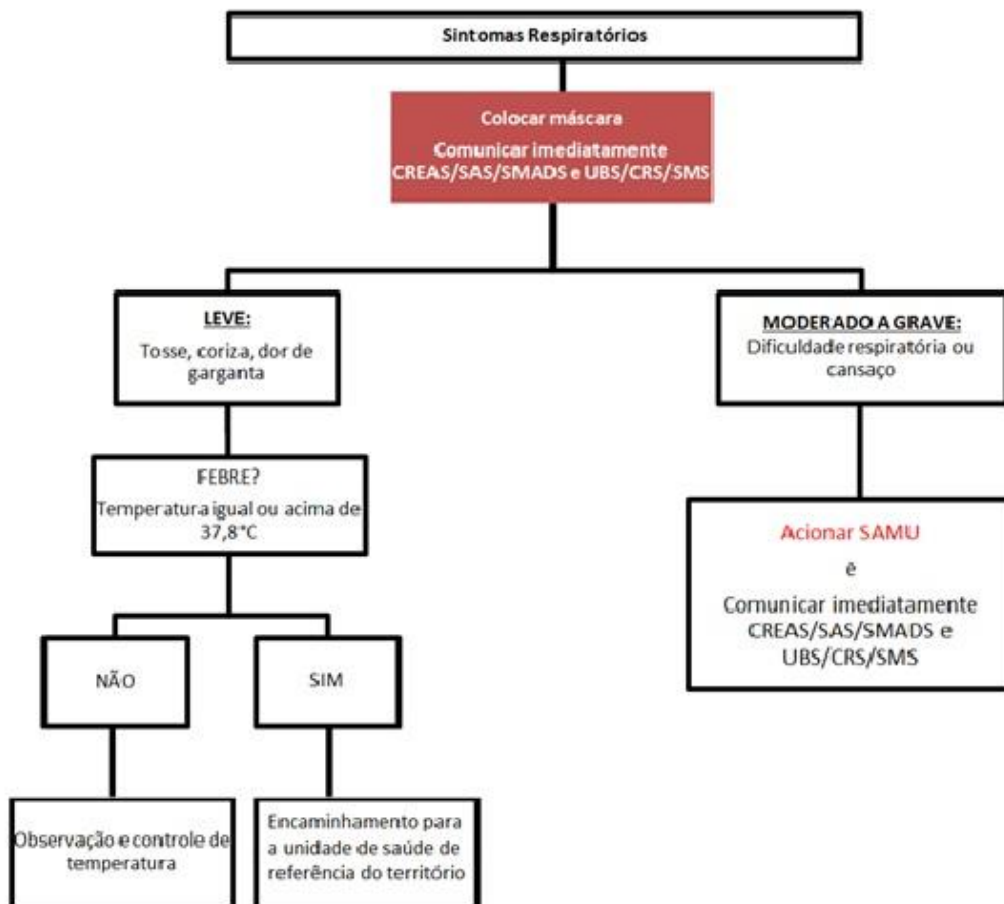 Sintomas Respiratórios
Colocar máscara
Comunicar imediatamente
CREAS/SAS/SMADS e UBS/CRS/SMS
LEVE:
Tosse, coriza, dor de
garganta
MODERADO A GRAVE:
Dificuldade respiratória ou
cansaço
FEBRE?
Temperatura igual ou acima de
37,8°C
Acionar SAMU
e
Comunicar imediatamente
CREAS/SAS/SMADS e
UBS/CRS/SMS
NÃO
SIM
Observação e controle de
temperatura
Encaminhamento para
a unidade de saúde de
referência do território